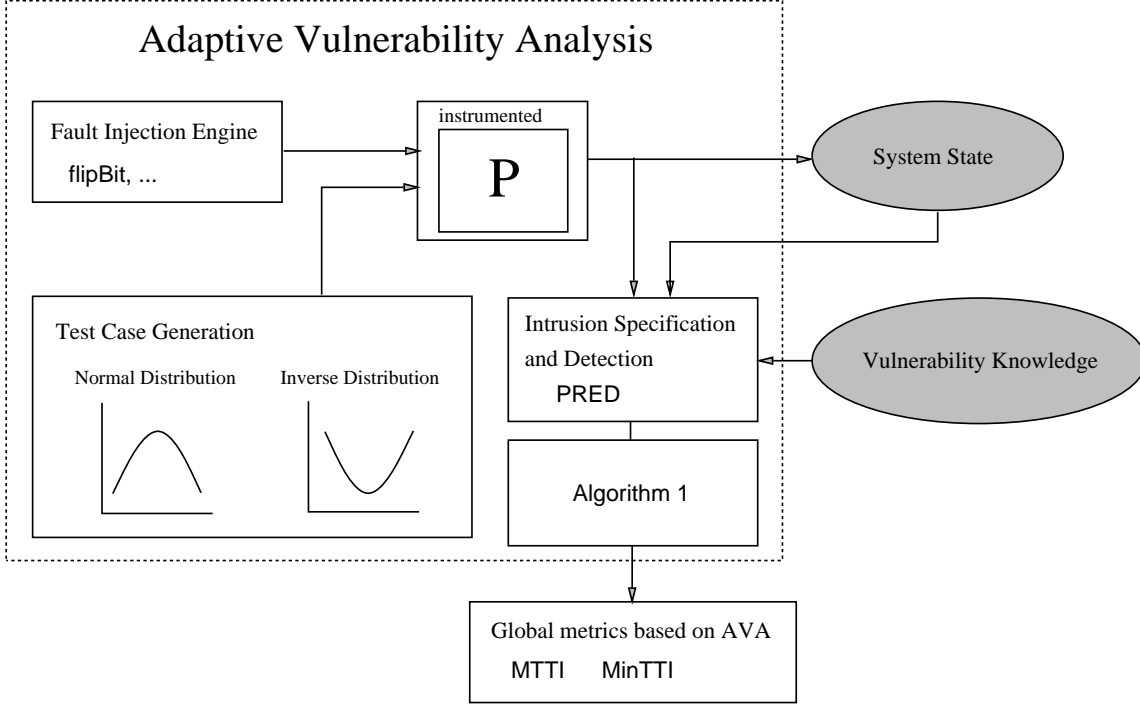 Adaptive Vulnerability Analysis
Fault Injection Engine
flipBit, ...
instrumented
P
System State
Test Case Generation
Normal Distribution
Inverse Distribution
Intrusion Specification
and Detection
PRED
Vulnerability Knowledge
Algorithm 1
Global metrics based on AVA
MTTI MinTTI